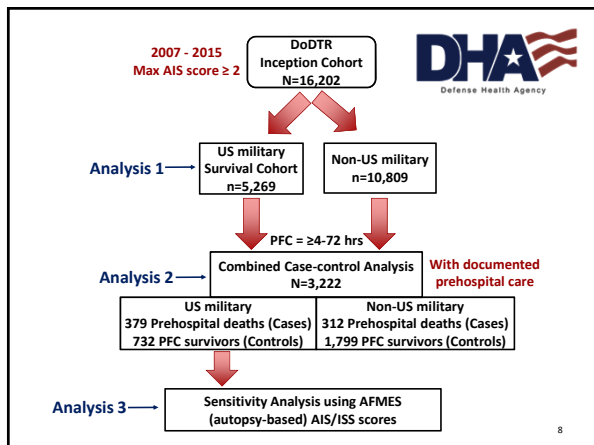 2007 - 2015
Max AIS score ≥ 2
DoDTR
Inception Cohort
N=16,202
DHA
Defense Health Agency
Analysis 1
US military
Survival Cohort
n=5,269
Non-US military
n=10,809
PFC = ≥4-72 hrs
Analysis 2
Combined Case-control Analysis
N=3,222
With documented
prehospital care
US military
379 Prehospital deaths (Cases)
732 PFC survivors (Controls)
Non-US military
312 Prehospital deaths (Cases)
1,799 PFC survivors (Controls)
Analysis 3
Sensitivity Analysis using AFMES
(autopsy-based) AIS/ISS scores
8